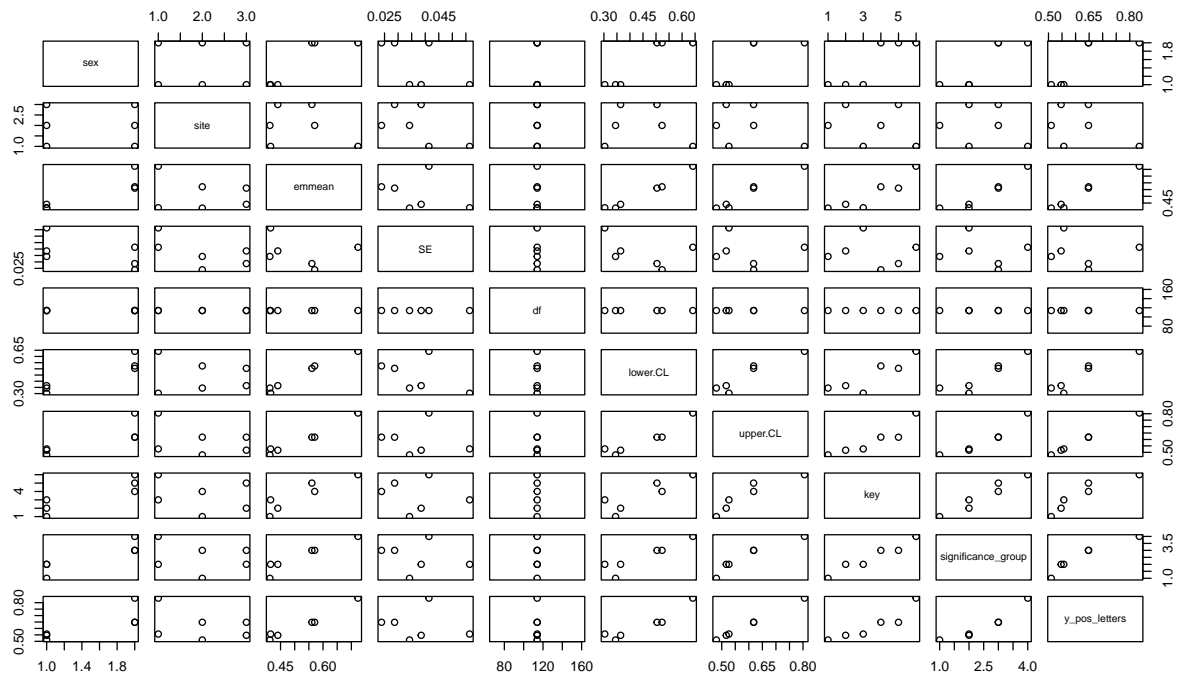 1.0 2.0 3.0 0.025 0.045 0.30 0.45 0.60 1 3 5 0.50 0.65 0.80
sex 1.0 1.8
1.0 2.5 site
emmean 0.45
0.025 SE
df 80 160
0.30 0.65 lower.CL
upper.CL 0.50 0.80
1 4 key
significance_group 1.0 3.5
0.50 0.80 y_pos_letters
1.0 1.4 1.8 0.45 0.60 80 120 160 0.50 0.65 0.80 1.0 2.5 4.0